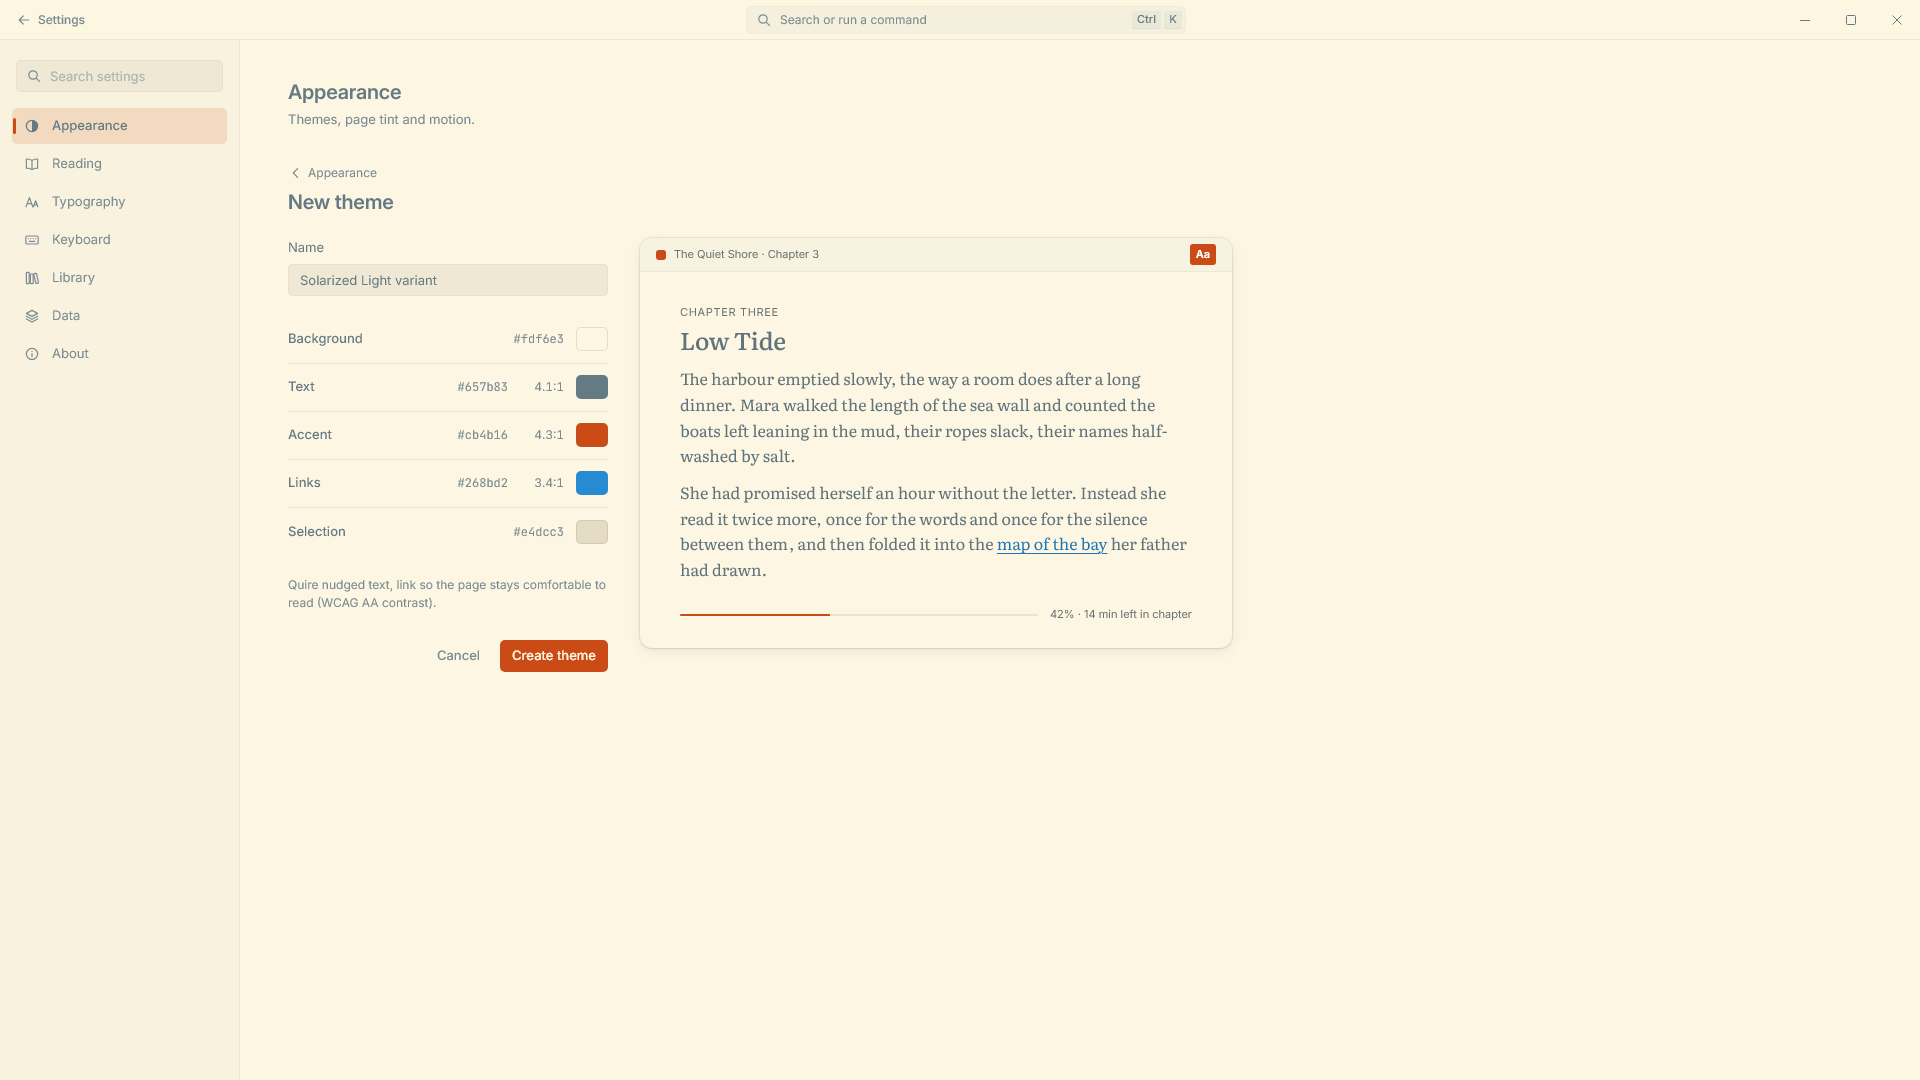 Settings
Search or run a command
Ctrl K
Search settings
Appearance
Reading
Typography
Keyboard
Library
Data
About
Appearance
Themes, page tint and motion.
Appearance
New theme
Name
Solarized Light variant
Background #fdf6e3
Text #657b83 4.1:1
Accent #cb4b16 4.3:1
Links #268bd2 3.4:1
Selection #e4dcc3
Quire nudged text, link so the page stays comfortable to
read (WCAG AA contrast).
Cancel
Create theme
The Quiet Shore · Chapter 3
Aa
CHAPTER THREE
Low Tide
The harbour emptied slowly, the way a room does after a long
dinner. Mara walked the length of the sea wall and counted the
boats left leaning in the mud, their ropes slack, their names half-
washed by salt.
She had promised herself an hour without the letter. Instead she
read it twice more, once for the words and once for the silence
between them, and then folded it into the map of the bay her father
had drawn.
42% · 14 min left in chapter